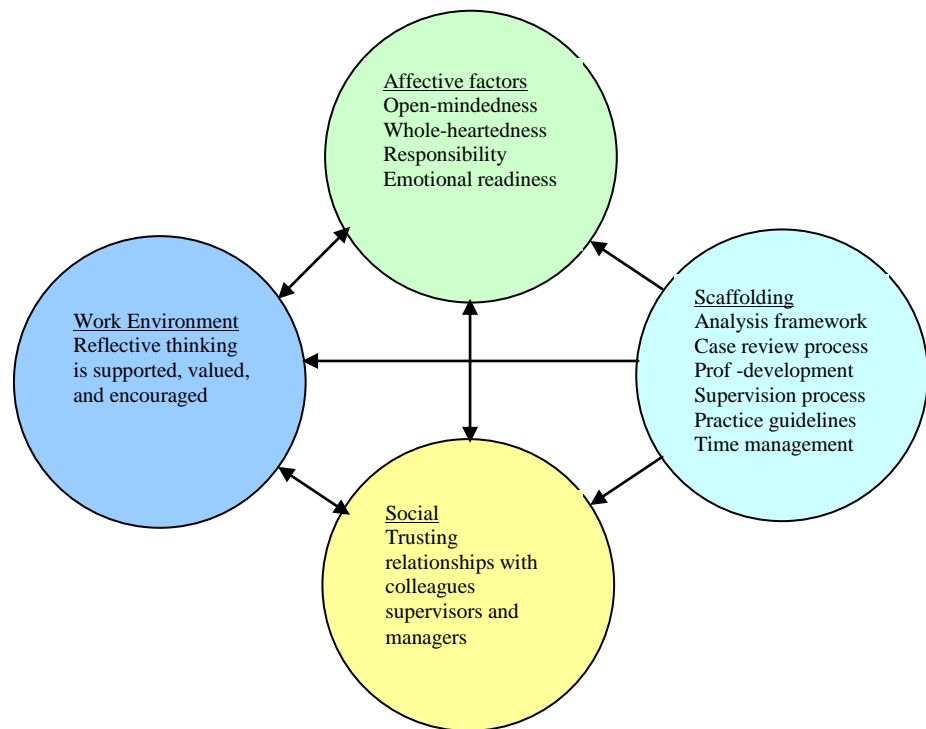 Affective factors
Open-mindedness
Whole-heartedness
Responsibility
Emotional readiness
Work Environment
Reflective thinking
is supported, valued,
and encouraged
Scaffolding
Analysis framework
Case review process
Prof -development
Supervision process
Practice guidelines
Time management
Social
Trusting
relationships with
colleagues
supervisors and
managers